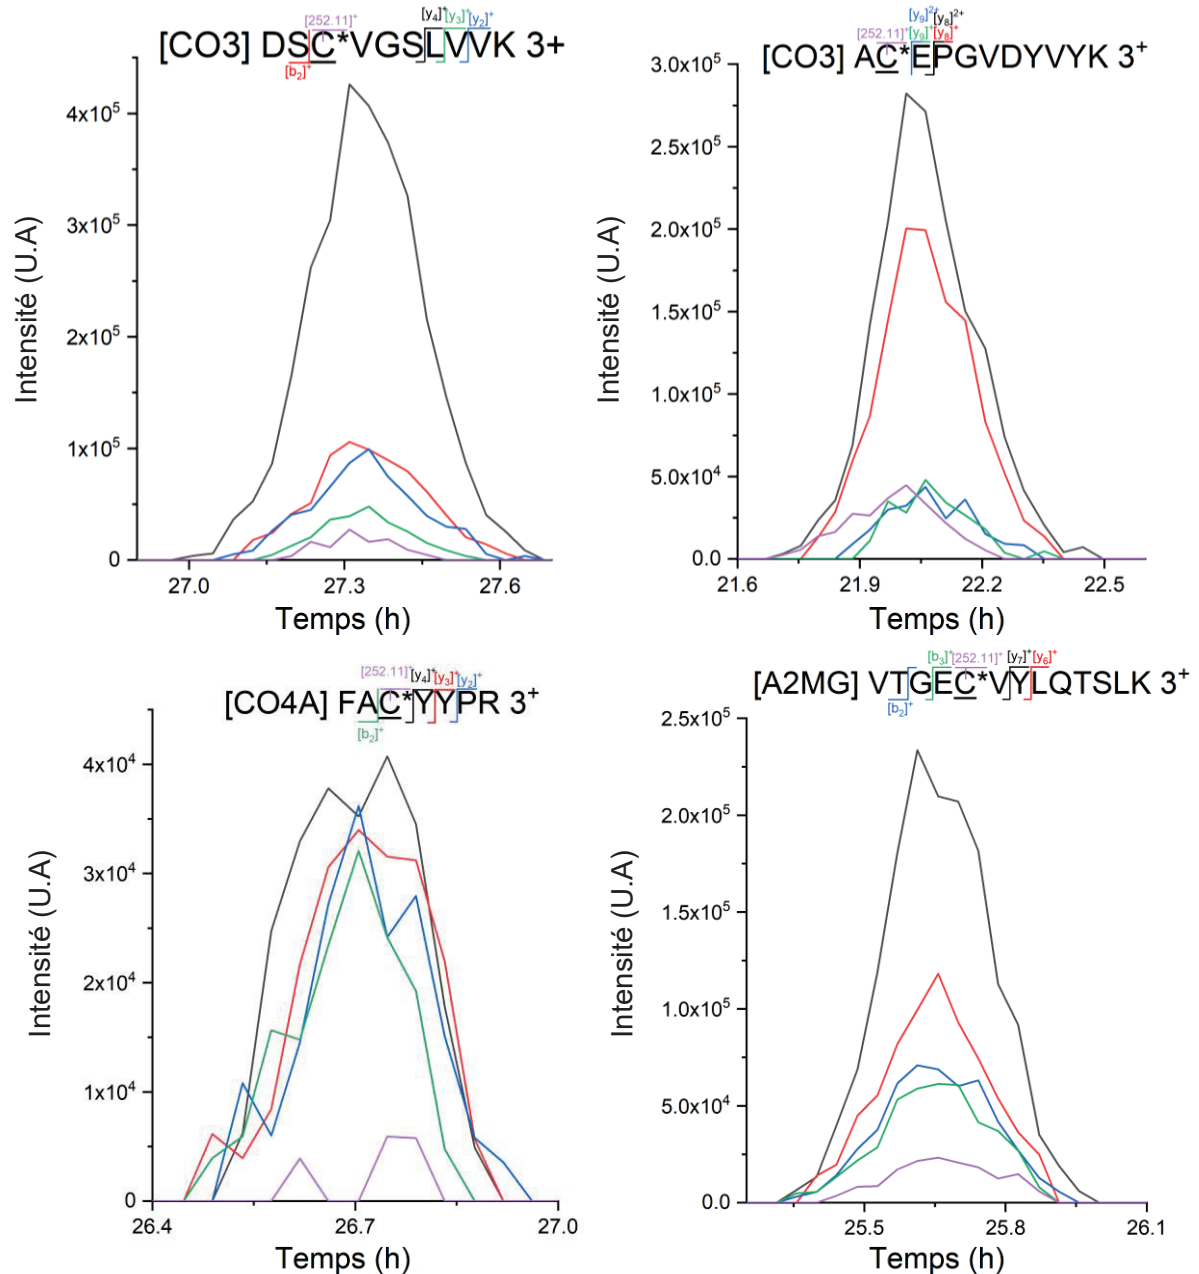 [252.11]⁺ [y₄]⁺ [y₃]⁺ [y₂]⁺
[CO3] DSC*VGSLVVK 3+
[b₂]⁺
4x10⁵
3x10⁵
2x10⁵
1x10⁵
0
27.0 27.3 27.6
Intensité (U.A)
Temps (h)
[y₉]²⁺ [y₈]²⁺
[252.11]⁺ [y₉]⁺ [y₈]⁺
[CO3] AC*EPGVDYVYK 3⁺
3.0x10⁵
2.5x10⁵
2.0x10⁵
1.5x10⁵
1.0x10⁵
5.0x10⁴
0.0
21.6 21.9 22.2 22.5
Intensité (U.A)
Temps (h)
[252.11]⁺ [y₄]⁺ [y₃]⁺ [y₂]⁺
[CO4A] FAC*YYPR 3⁺
[b₂]⁺
4x10⁴
3x10⁴
2x10⁴
1x10⁴
0
26.4 26.7 27.0
Intensité (U.A)
Temps (h)
[b₃]⁺ [252.11]⁺ [y₇]⁺ [y₆]⁺
[A2MG] VTGEC*VYLQTSLK 3⁺
[b₂]⁺
2.5x10⁵
2.0x10⁵
1.5x10⁵
1.0x10⁵
5.0x10⁴
0.0
25.5 25.8 26.1
Intensité (U.A)
Temps (h)